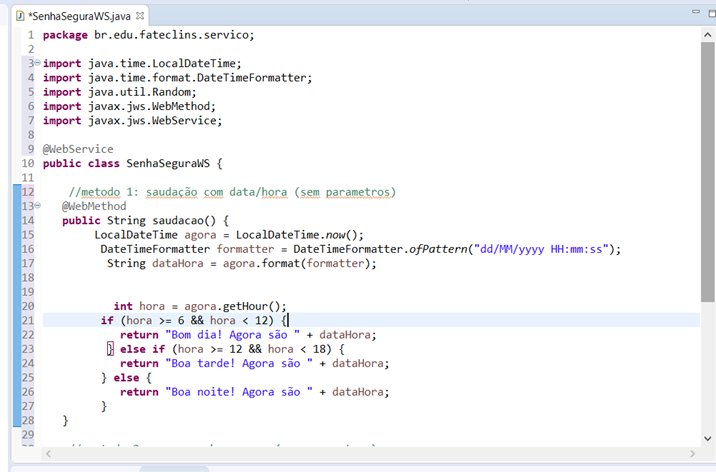 *SenhaSeguraWS.java
1 package br.edu.fateclins.servico;
2
3 import java.time.LocalDateTime;
4 import java.time.format.DateTimeFormatter;
5 import java.util.Random;
6 import javax.jws.WebMethod;
7 import javax.jws.WebService;
8
9 @WebService
10 public class SenhaSeguraWS {
11
12 //metodo 1: saudação com data/hora (sem parametros)
13 @WebMethod
14 public String saudacao() {
15 LocalDateTime agora = LocalDateTime.now();
16 DateTimeFormatter formatter = DateTimeFormatter.ofPattern("dd/MM/yyyy HH:mm:ss");
17 String dataHora = agora.format(formatter);
18
19
20 int hora = agora.getHour();
21 if (hora >= 6 && hora < 12) {
22 return "Bom dia! Agora são " + dataHora;
23 } else if (hora >= 12 && hora < 18) {
24 return "Boa tarde! Agora são " + dataHora;
25 } else {
26 return "Boa noite! Agora são " + dataHora;
27 }
28 }
29